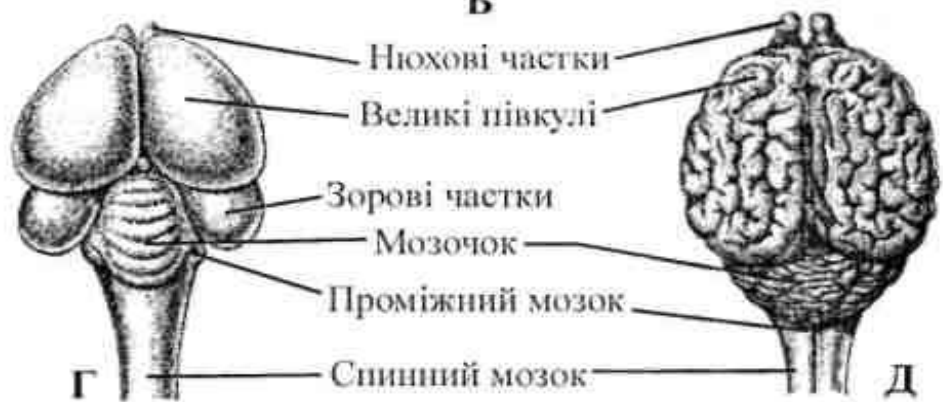 В
Нюхові частки
Великі півкулі
Зорові частки
Мозочок
Проміжний мозок
Спинний мозок
Г
Д